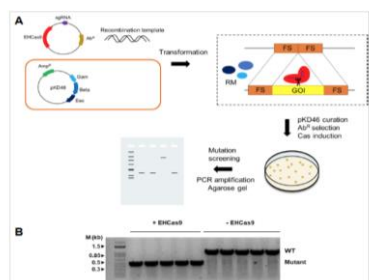 A
sgRNA
EHCas9
Ab^R
Recombination template
Transformation
Amp^R
Gam
Beta
Exo
pKD46
FS FS
RM
FS GOI FS
pKD46 curation
Ab^R selection
Cas induction
Mutation
screening
PCR amplification
Agarose gel
B
+ EHCas9 - EHCas9
M (kb)
1.5
0.85
0.5
0.3
WT
Mutant